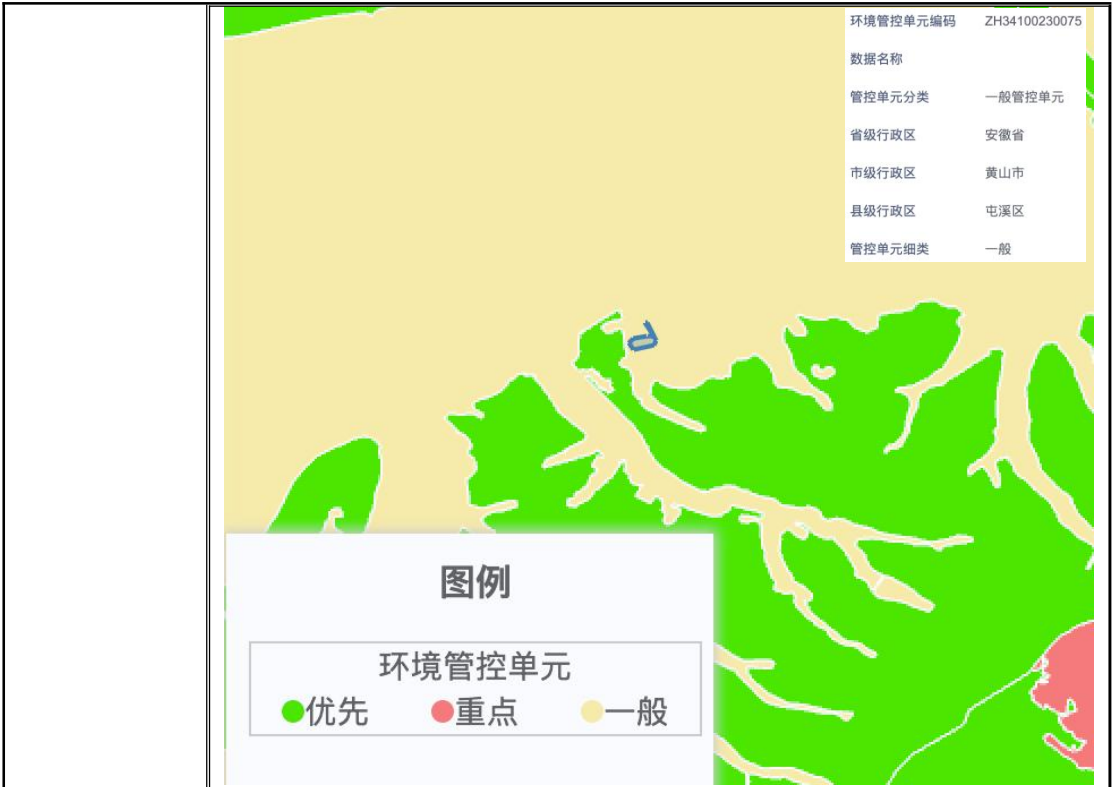 环境管控单元编码 ZH34100230075
数据名称
管控单元分类 一般管控单元
省级行政区 安徽省
市级行政区 黄山市
县级行政区 屯溪区
管控单元细类 一般
图例
环境管控单元
优先 重点 一般